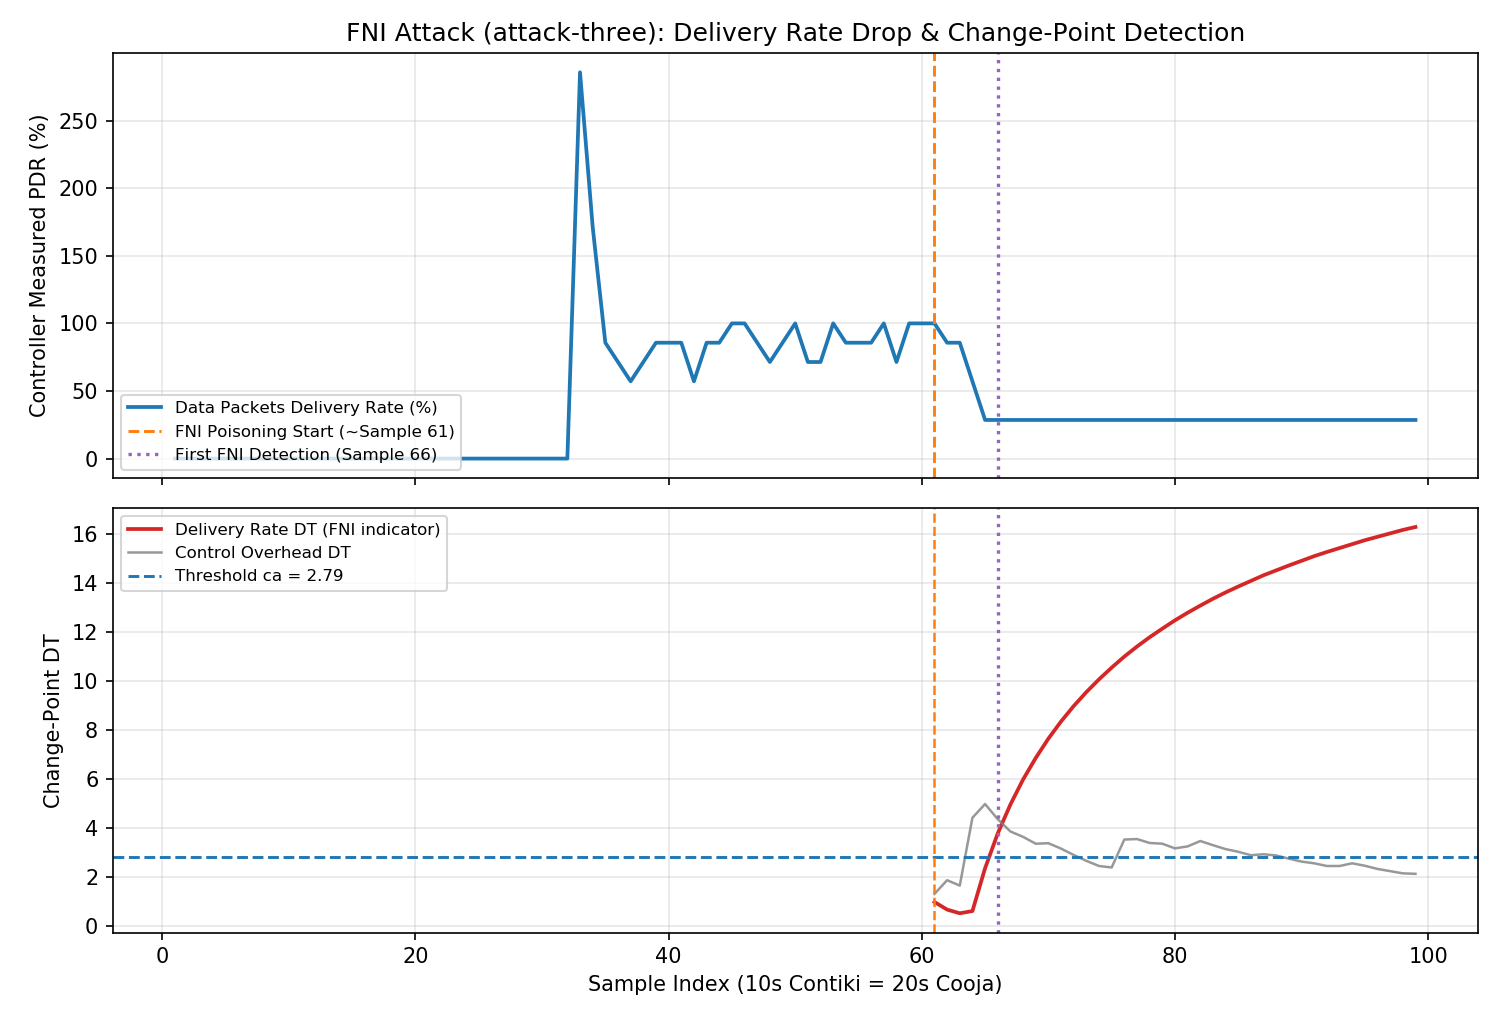 FNI Attack (attack-three): Delivery Rate Drop & Change-Point Detection
Controller Measured PDR (%)
250
200
150
100
50
0
Data Packets Delivery Rate (%)
FNI Poisoning Start (~Sample 61)
First FNI Detection (Sample 66)
Change-Point DT
16
14
12
10
8
6
4
2
0
Delivery Rate DT (FNI indicator)
Control Overhead DT
Threshold ca = 2.79
0 20 40 60 80 100
Sample Index (10s Contiki = 20s Cooja)